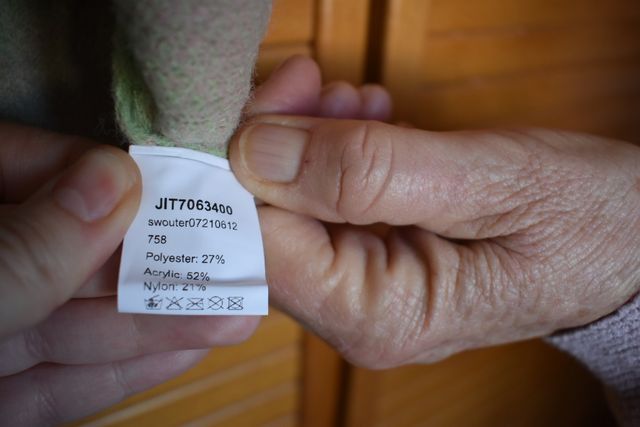 JIT7063400
swouter07210612
758
Polyester: 27%
Acrylic: 52%
Nylon: 21%